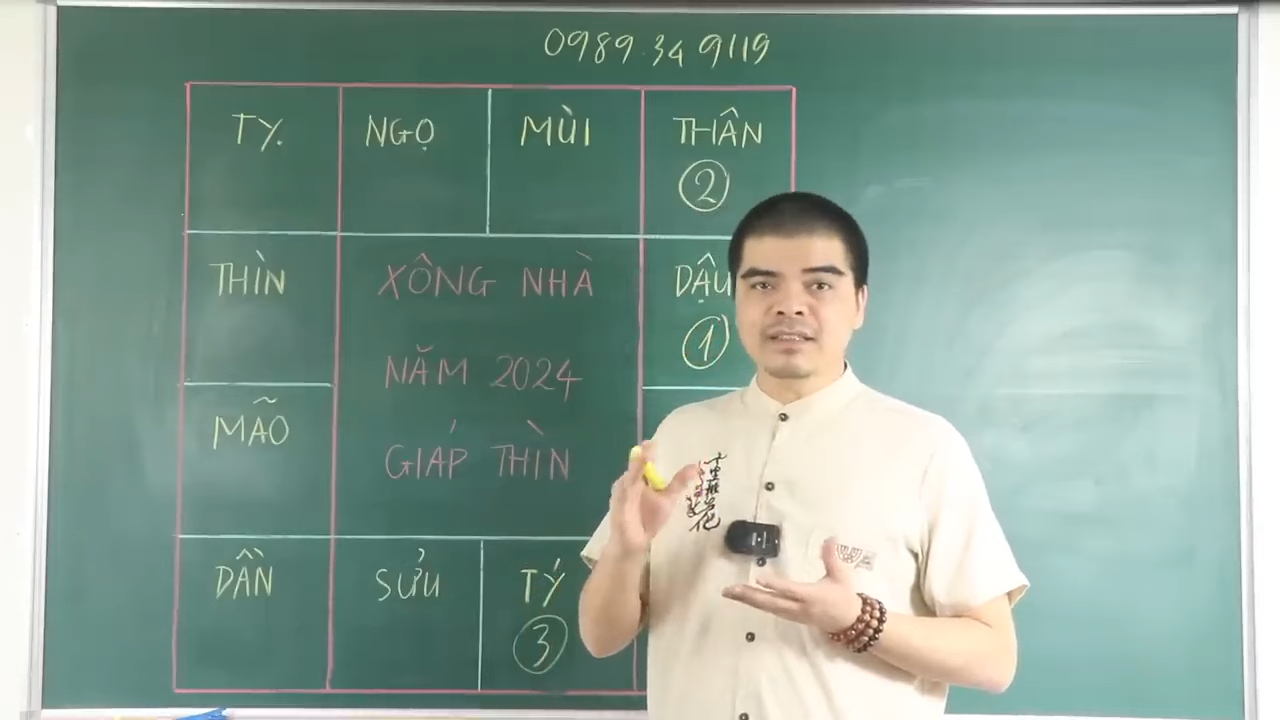 0989.34 9119
TỴ NGỌ MÙI THÂN
②
THÌN XÔNG NHÀ DẬU
①
NĂM 2024
MÃO
GIÁP THÌN
DẦN SỬU TÝ
③